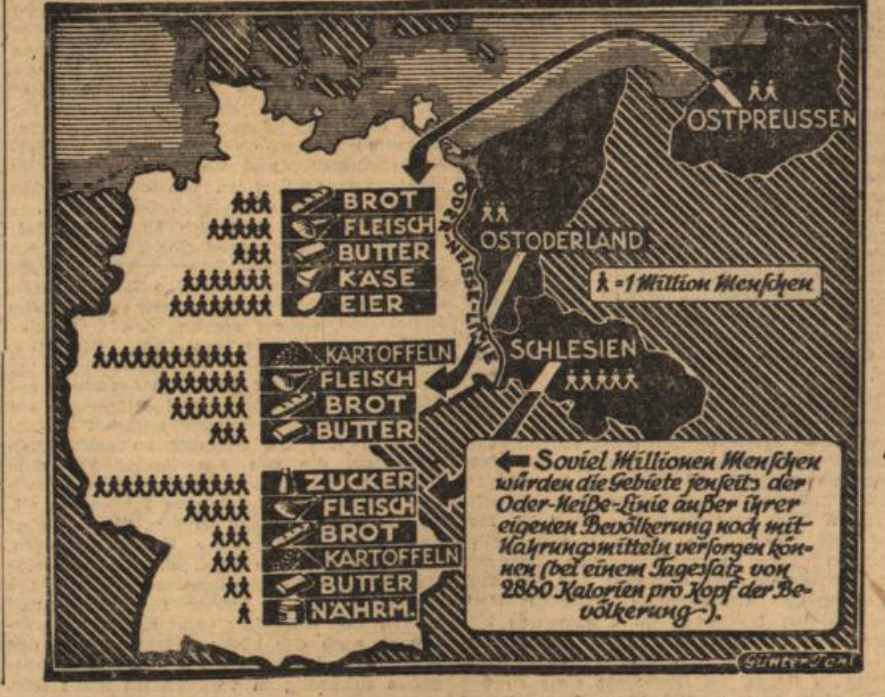 OSTPREUSSEN
BROT
FLEISCH
BUTTER
KÄSE
EIER
ODER-NEISSE-LINIE
OSTODERLAND
=1 Million Menschen
KARTOFFELN
FLEISCH
BROT
BUTTER
SCHLESIEN
ZUCKER
FLEISCH
BROT
KARTOFFELN
BUTTER
NÄHRM.
Soviel Millionen Menschen
würden die Gebiete jenseits der
Oder-Neiße-Linie außer ihrer
eigenen Bevölkerung noch mit
Nahrungsmitteln versorgen kön-
nen (bei einem Tagessatz von
2860 Kalorien pro Kopf der Be-
völkerung-).
Günter